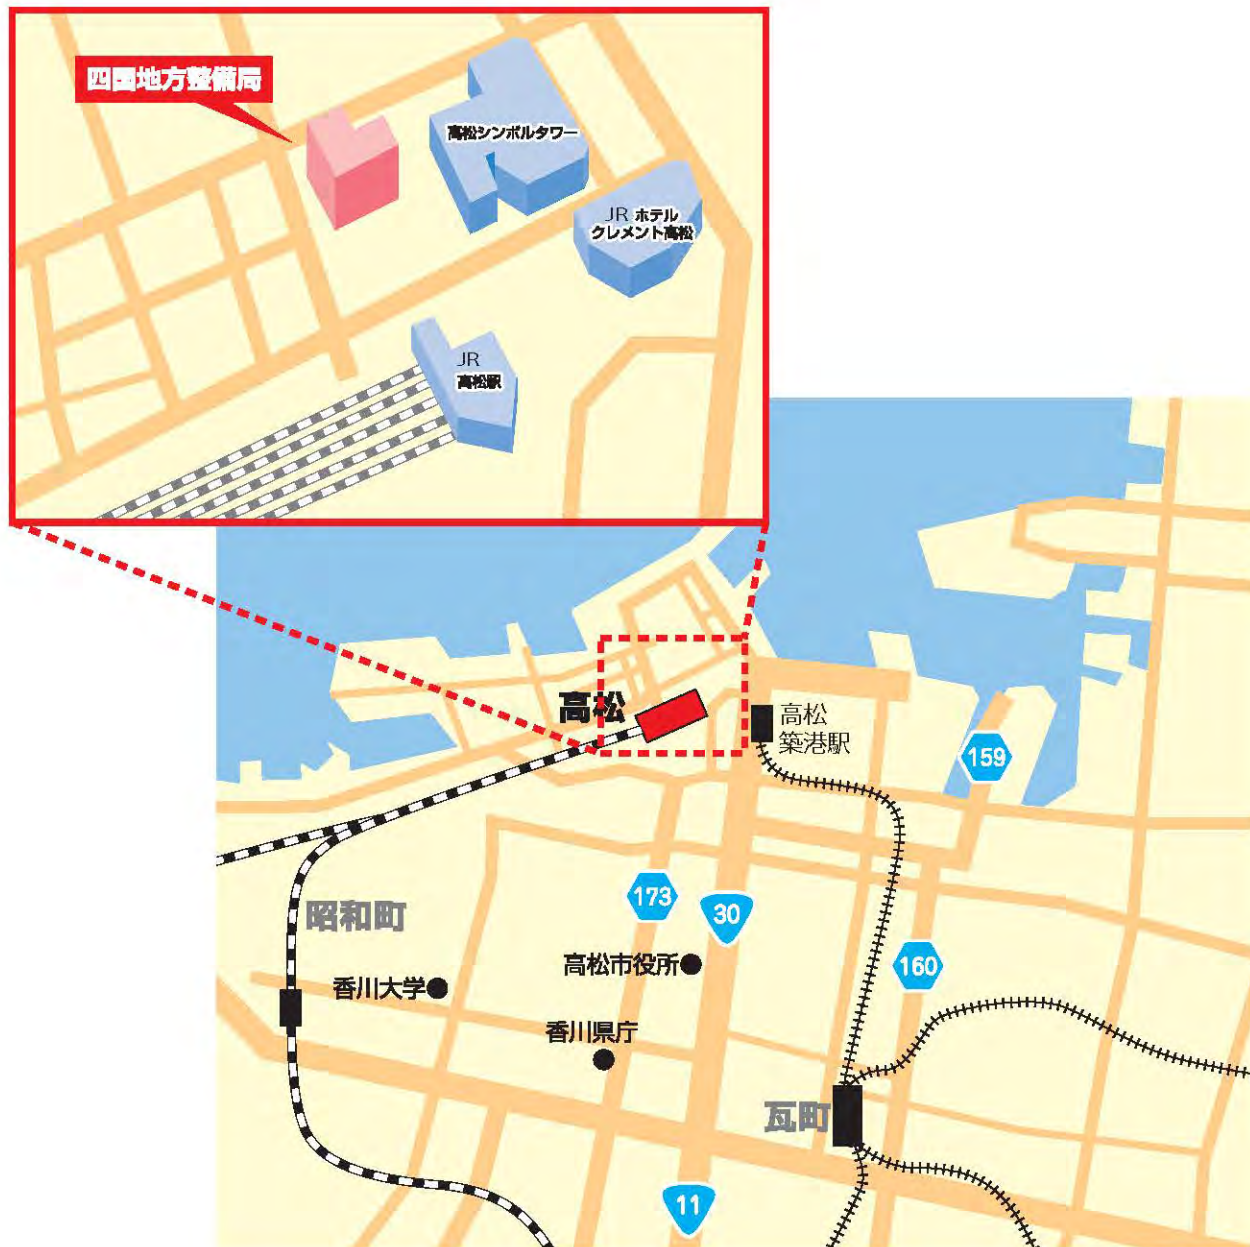 四国地方整備局
高松シンボルタワー
JR ホテル
クレメント高松
JR
高松駅
高松
高松
築港駅
159
173
30
昭和町
高松市役所
160
香川大学
香川県庁
瓦町
11